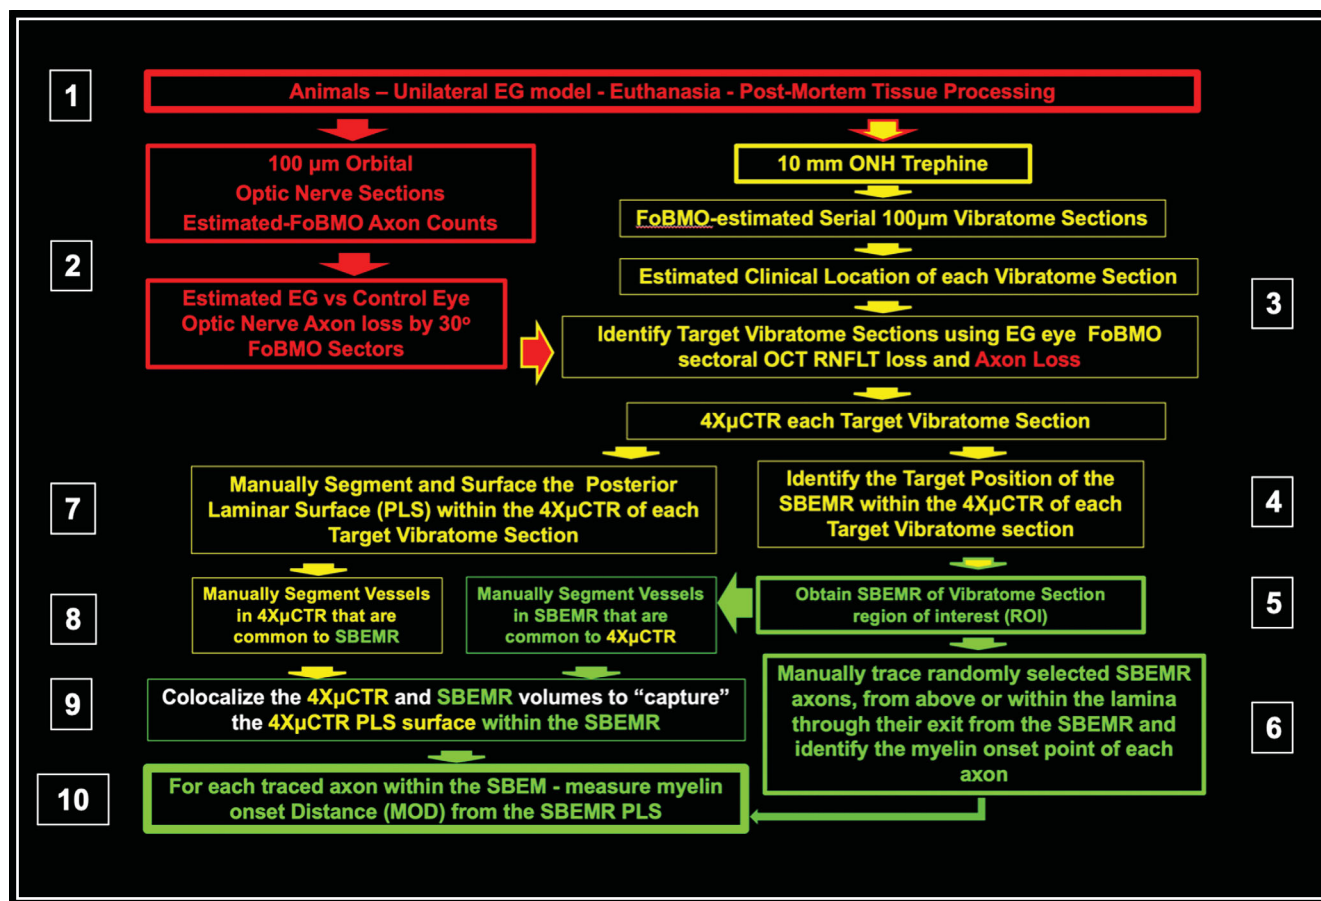 1
Animals – Unilateral EG model - Euthanasia - Post-Mortem Tissue Processing
100 µm Orbital
Optic Nerve Sections
Estimated-FoBMO Axon Counts
10 mm ONH Trephine
FoBMO-estimated Serial 100µm Vibratome Sections
2
Estimated Clinical Location of each Vibratome Section
3
Estimated EG vs Control Eye
Optic Nerve Axon loss by 30º
FoBMO Sectors
Identify Target Vibratome Sections using EG eye FoBMO
sectoral OCT RNFLT loss and Axon Loss
4XµCTR each Target Vibratome Section
7
Manually Segment and Surface the Posterior
Laminar Surface (PLS) within the 4XµCTR of each
Target Vibratome Section
Identify the Target Position of the
SBEMR within the 4XµCTR of each
Target Vibratome section
4
8
Manually Segment Vessels
in 4XµCTR that are
common to SBEMR
Manually Segment Vessels
in SBEMR that are
common to 4XµCTR
Obtain SBEMR of Vibratome Section
region of interest (ROI)
5
9
Colocalize the 4XµCTR and SBEMR volumes to “capture”
the 4XµCTR PLS surface within the SBEMR
Manually trace randomly selected SBEMR
axons, from above or within the lamina
through their exit from the SBEMR and
identify the myelin onset point of each
axon
6
10
For each traced axon within the SBEM - measure myelin
onset Distance (MOD) from the SBEMR PLS